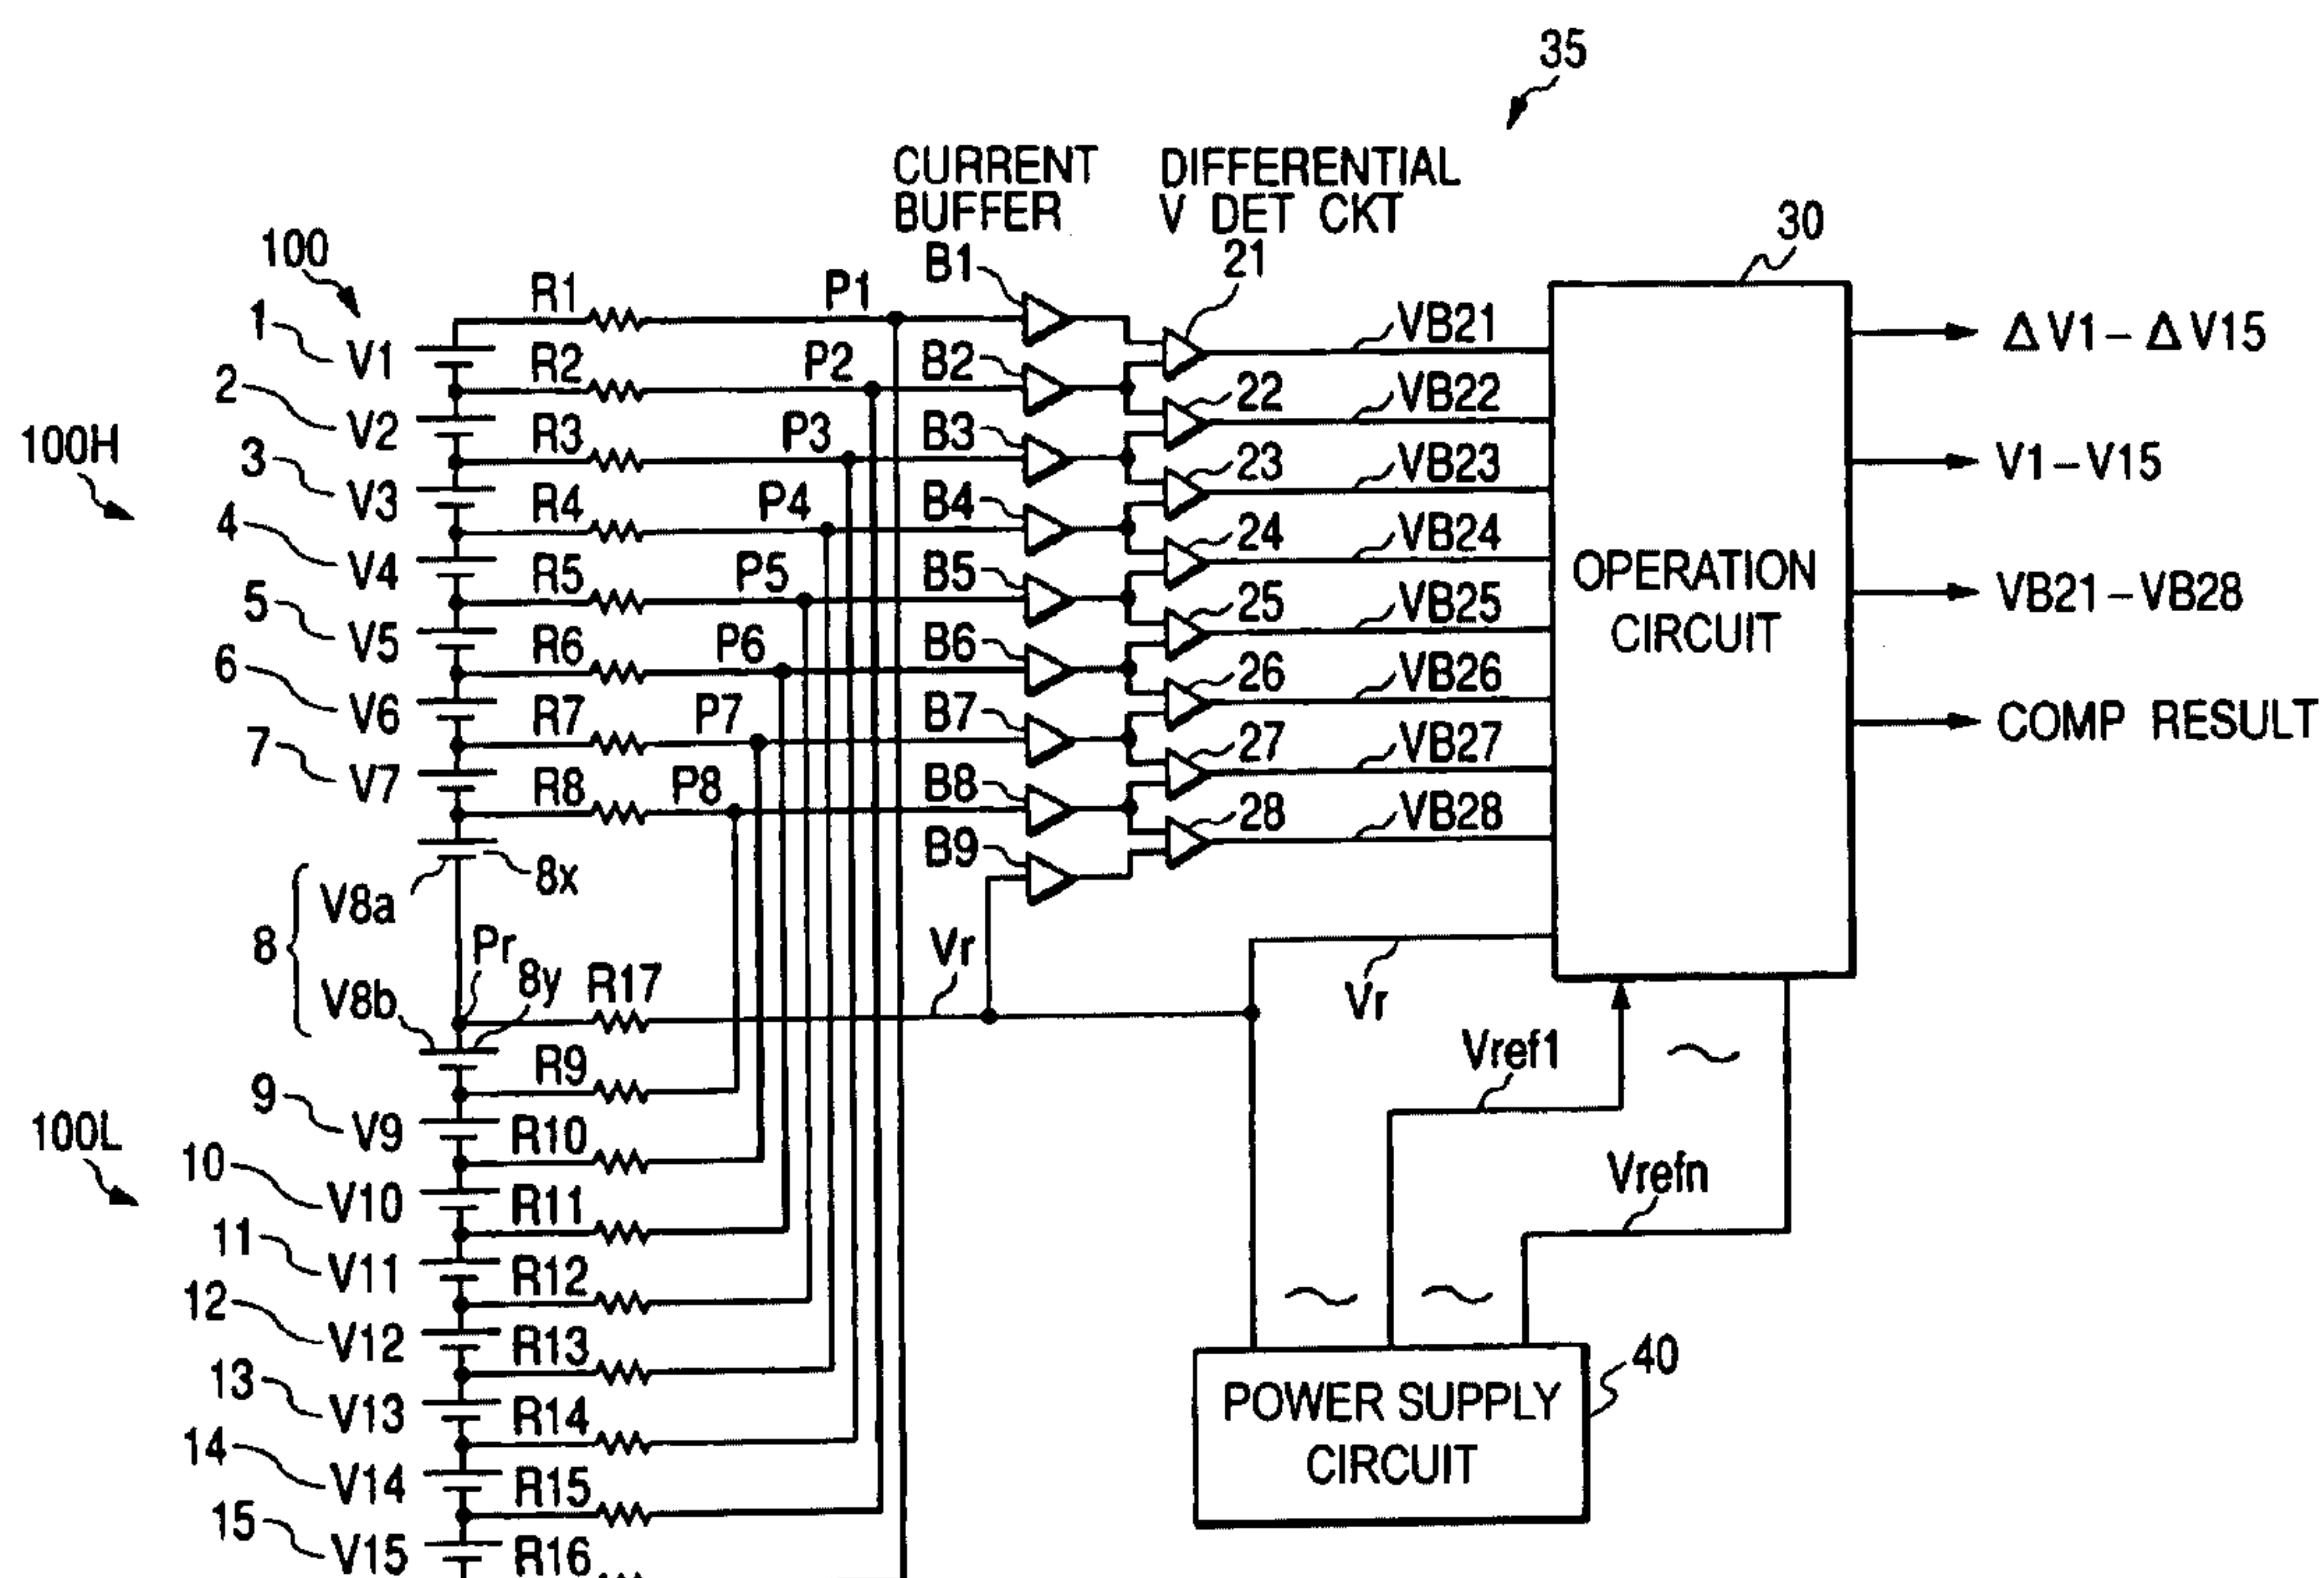 35
CURRENT BUFFER
DIFFERENTIAL V DET CKT
100
R1
P1
B1
21
VB21
30
ΔV1–ΔV15
1
V1
R2
P2
B2
22
VB22
2
V2
R3
P3
B3
23
VB23
V1–V15
100H
3
V3
R4
P4
B4
24
VB24
4
V4
R5
P5
B5
25
VB25
OPERATION CIRCUIT
VB21–VB28
5
V5
R6
P6
B6
26
VB26
6
V6
R7
P7
B7
27
VB27
COMP RESULT
7
V7
R8
P8
B8
28
VB28
B9
8x
V8a
8
Pr
V8b
8y
R17
Vr
Vr
R9
Vref1
9
V9
R10
100L
10
V10
R11
Vrefn
11
V11
R12
12
V12
R13
40
13
V13
R14
POWER SUPPLY CIRCUIT
14
V14
R15
15
V15
R16